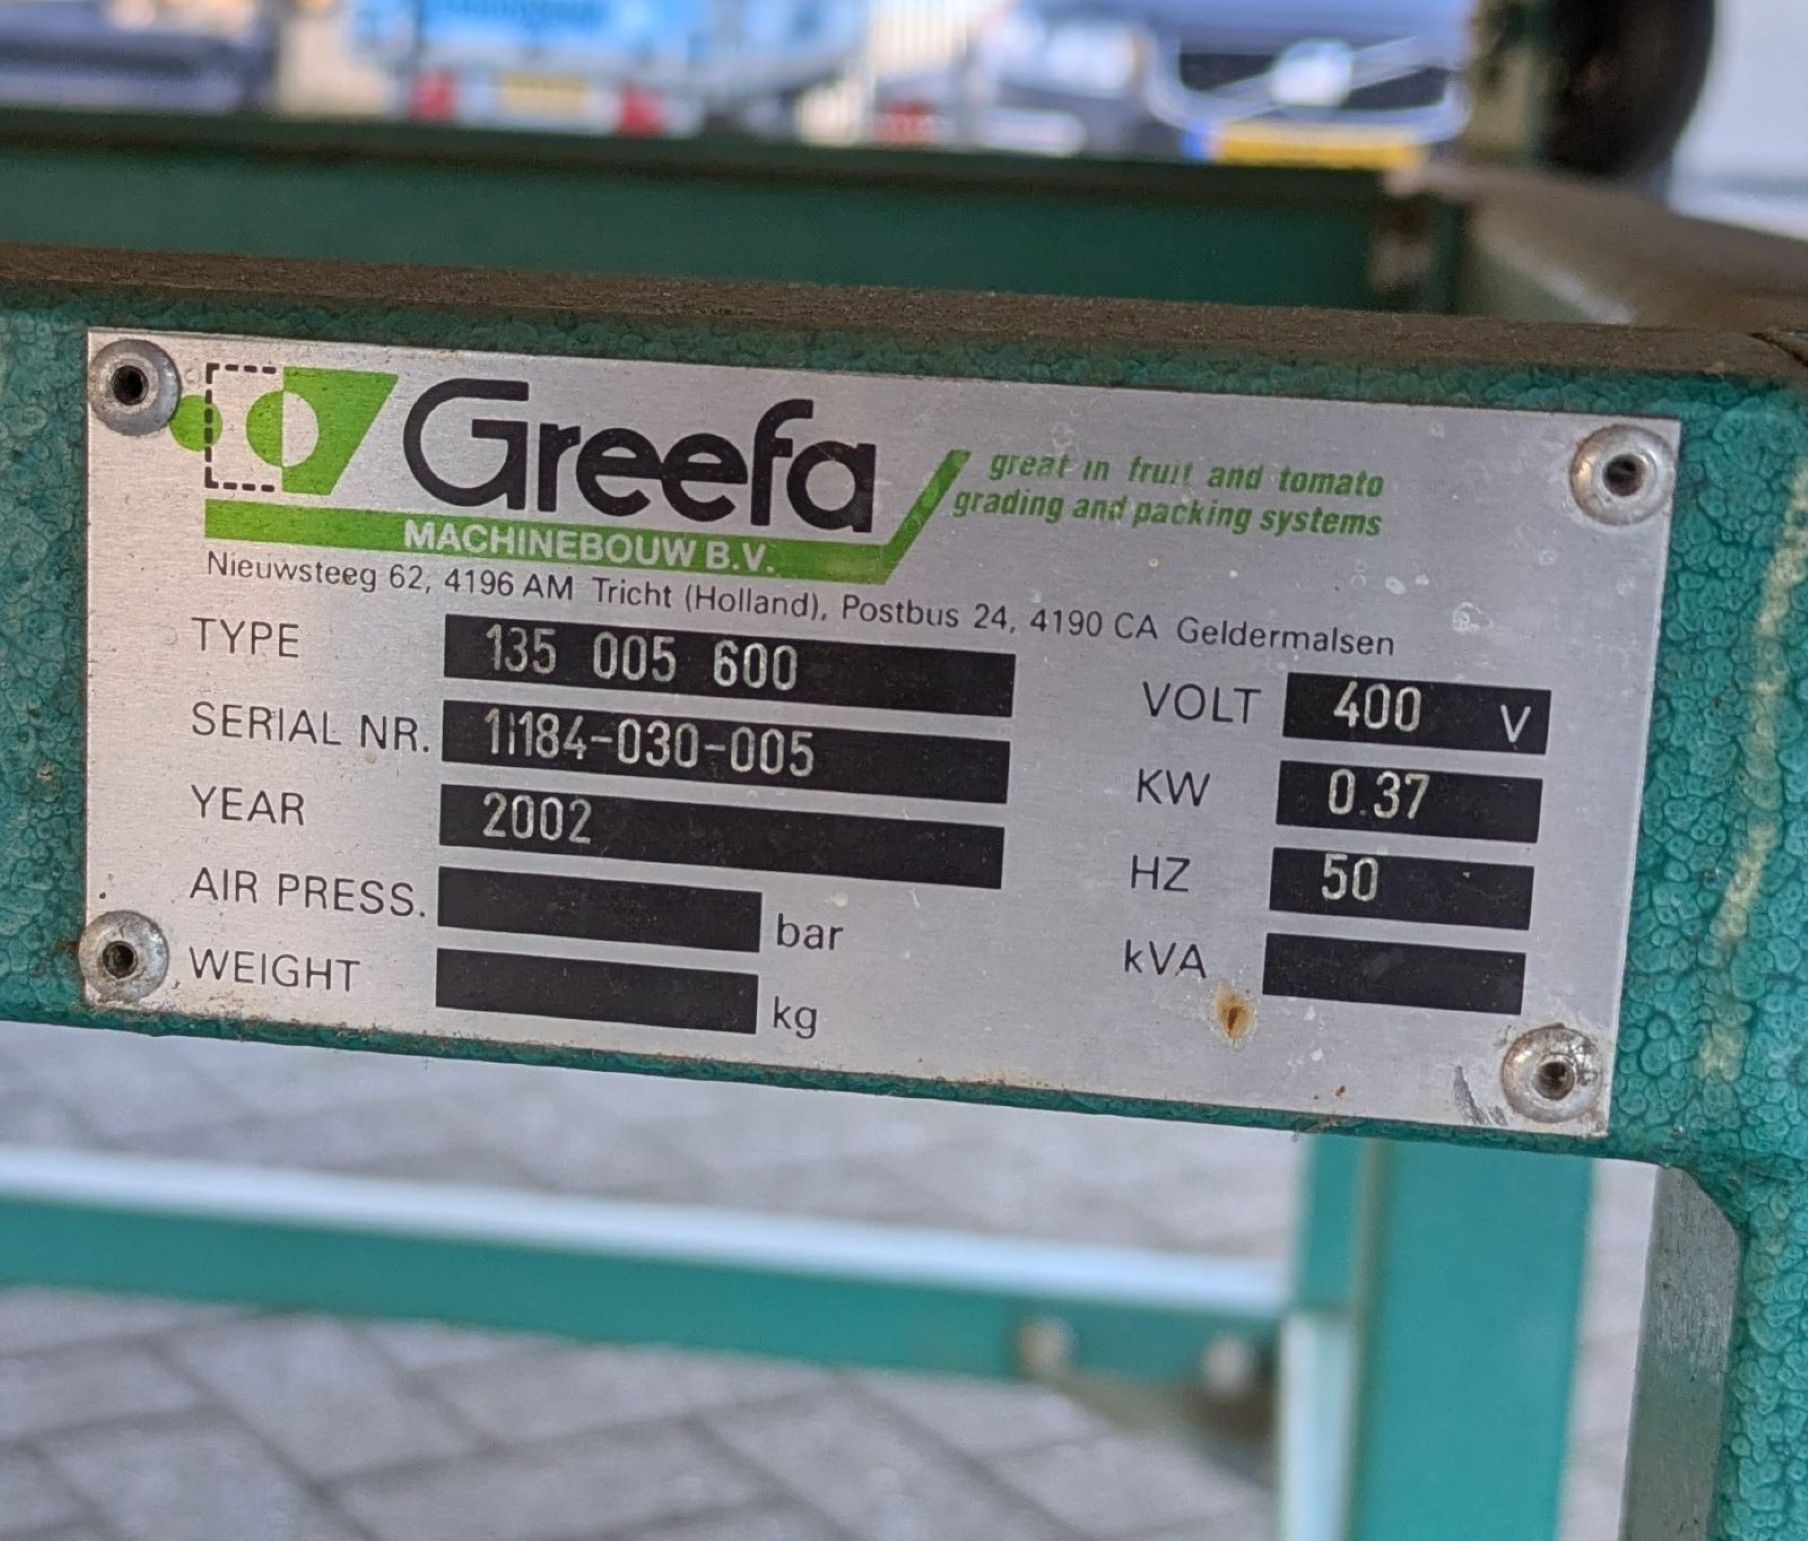 Greefa
great in fruit and tomato
grading and packing systems
MACHINEBOUW B.V.
Nieuwsteeg 62, 4196 AM Tricht (Holland), Postbus 24, 4190 CA Geldermalsen
TYPE 135 005 600
SERIAL NR. 11184-030-005
YEAR 2002
AIR PRESS. bar
WEIGHT kg
VOLT 400 V
KW 0.37
HZ 50
kVA